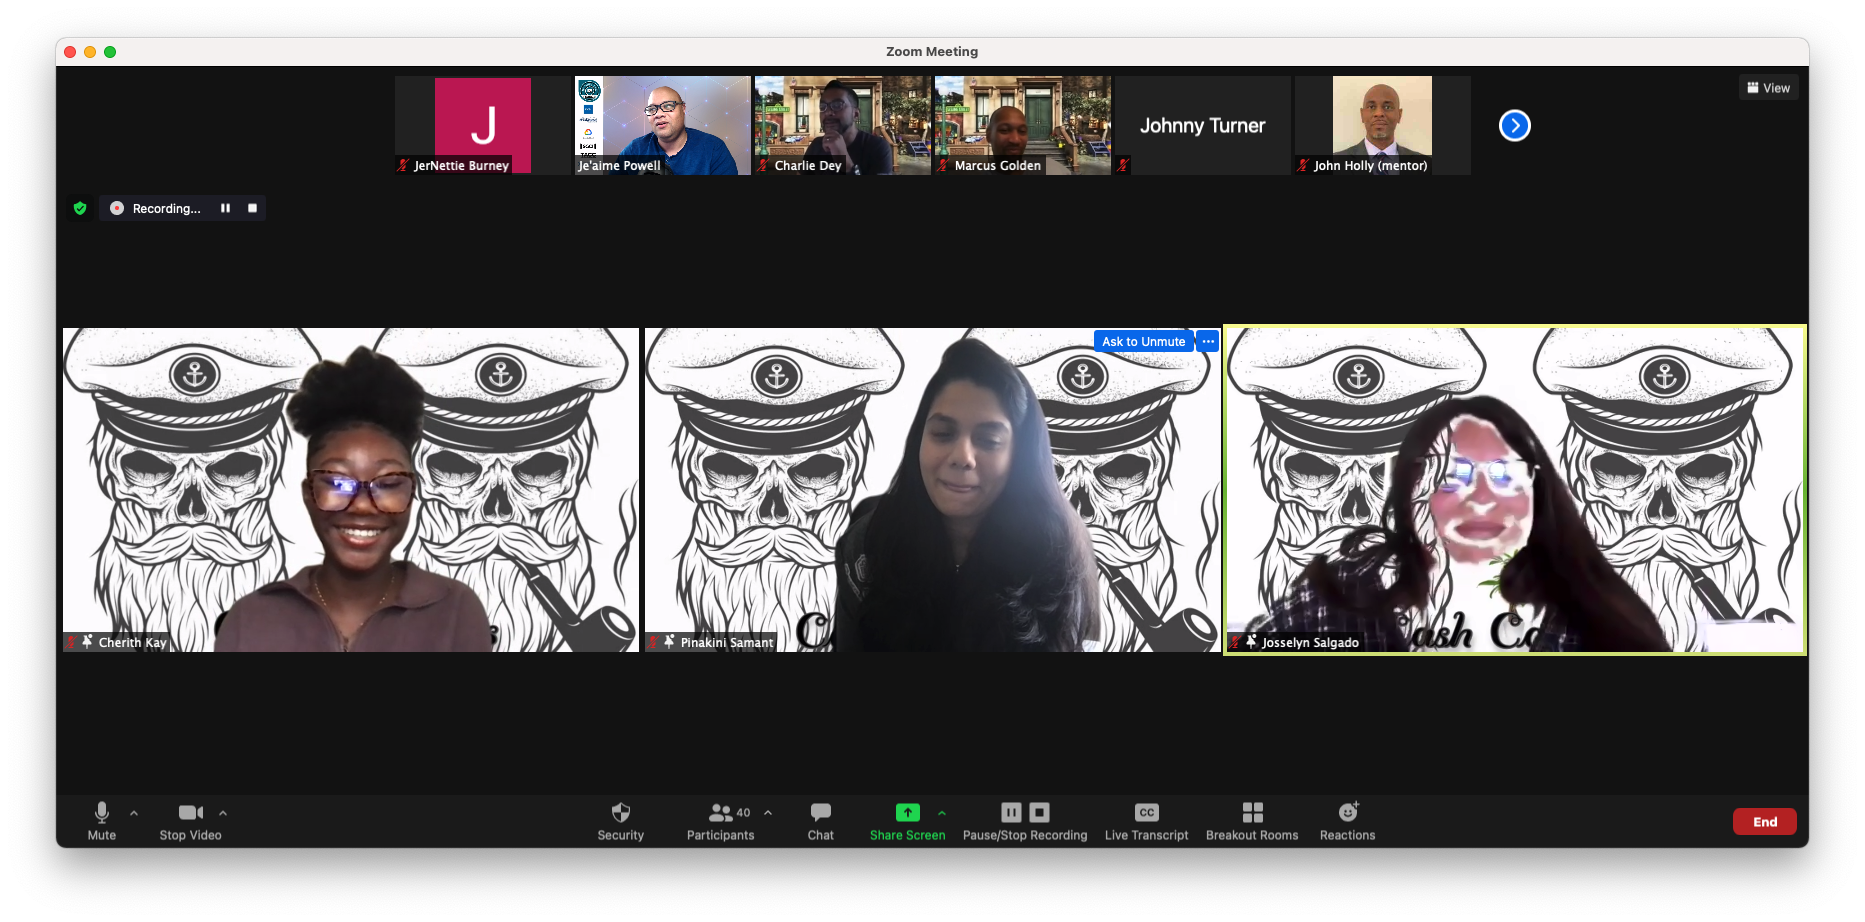 Zoom Meeting
View
J
JerNettie Burney
Je'aime Powell
Charlie Dey
Marcus Golden
Johnny Turner
John Holly (mentor)
Recording...
Ask to Unmute
Cherith Kay
Pinakini Samant
Josselyn Salgado
ash Ca
Mute
Stop Video
Security
40
Participants
Chat
Share Screen
Pause/Stop Recording
CC
Live Transcript
Breakout Rooms
Reactions
End